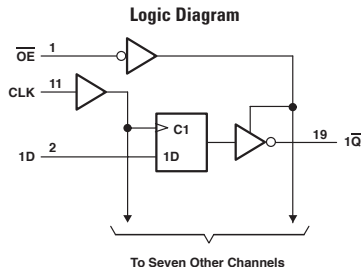 Logic Diagram
OE 1
CLK 11
C1
1D 2
1D
19 1Q
To Seven Other Channels